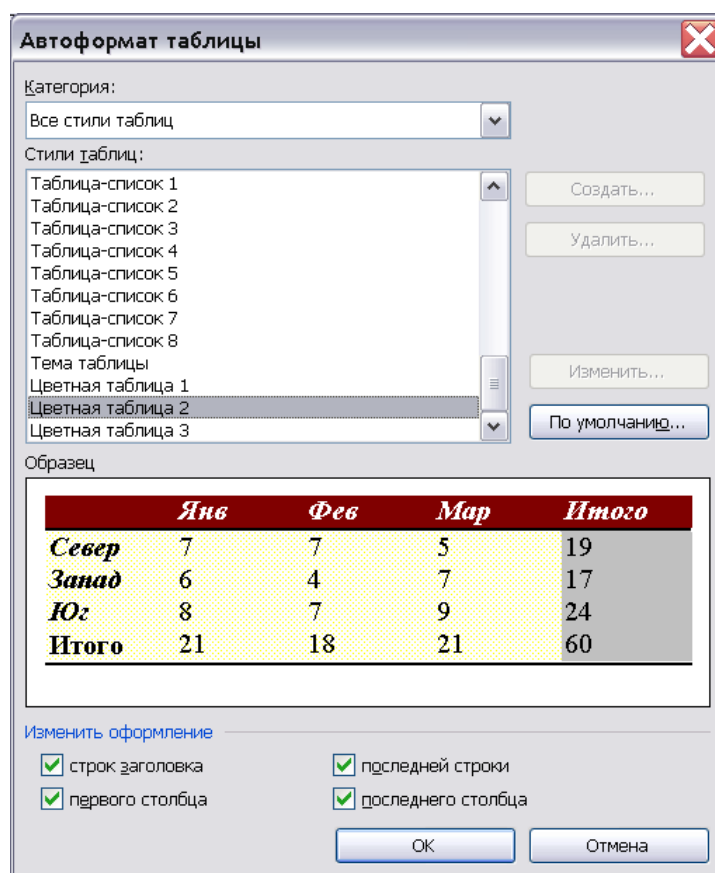 Автоформат таблицы
Категория:
Все стили таблиц
Стили таблиц:
Таблица-список 1
Таблица-список 2
Таблица-список 3
Таблица-список 4
Таблица-список 5
Таблица-список 6
Таблица-список 7
Таблица-список 8
Тема таблицы
Цветная таблица 1
Цветная таблица 2
Цветная таблица 3
Создать...
Удалить...
Изменить...
По умолчанию...
Образец
Янв Фев Мар Итого
Север 7 7 5 19
Запад 6 4 7 17
Юг 8 7 9 24
Итого 21 18 21 60
Изменить оформление
строк заголовка последней строки
первого столбца последнего столбца
ОК Отмена